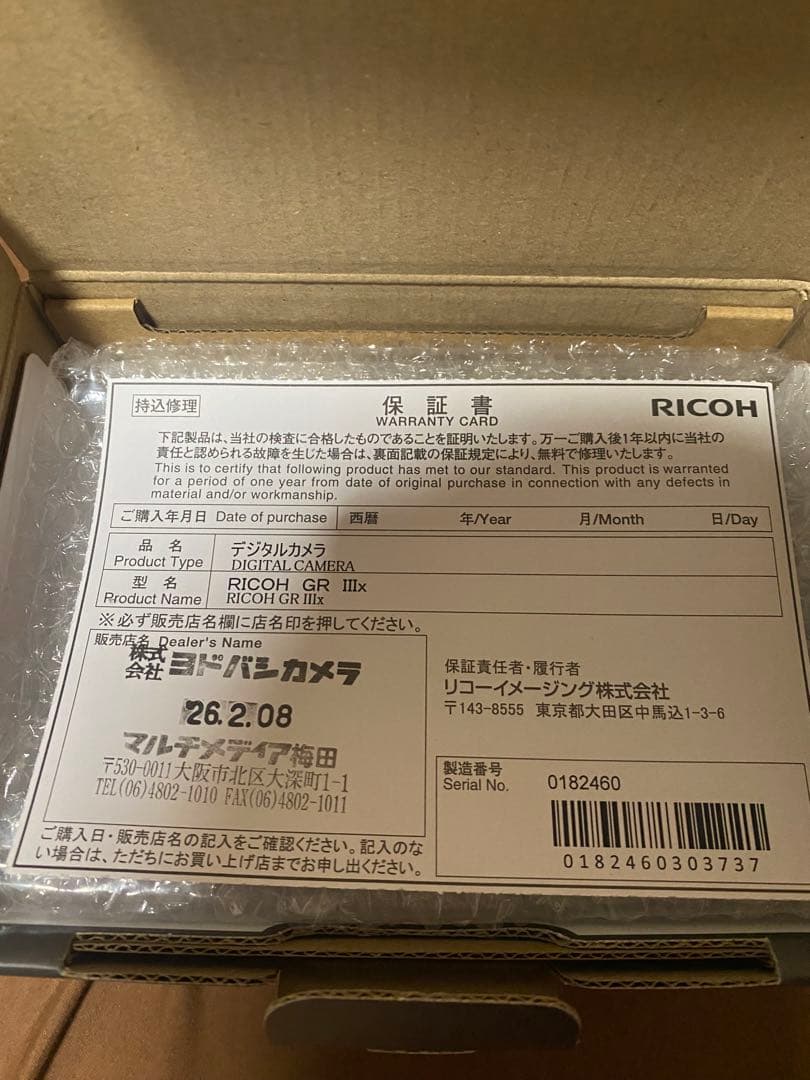 持込修理
保証書
WARRANTY CARD
RICOH
下記製品は、当社の検査に合格したものであることを証明いたします。万一ご購入後1年以内に当社の
責任と認められる故障を生じた場合は、裏面記載の保証規定により、無料で修理いたします。
This is to certify that following product has met to our standard. This product is warranted
for a period of one year from date of original purchase in connection with any defects in
material and/or workmanship.
ご購入年月日 Date of purchase 西暦 年/Year 月/Month 日/Day
品名 デジタルカメラ
Product Type DIGITAL CAMERA
型名 RICOH GR IIIx
Product Name RICOH GR IIIx
※必ず販売店名欄に店名印を押してください。
販売店名 Dealer's Name
株式会社ヨドバシカメラ
26.2.08
マルチメディア梅田
〒530-0011大阪市北区大深町1-1
TEL(06)4802-1010 FAX(06)4802-1011
ご購入日・販売店名の記入をご確認ください。記入のな
い場合は、ただちにお買い上げ店までお申し出ください。
保証責任者・履行者
リコーイメージング株式会社
〒143-8555 東京都大田区中馬込1-3-6
製造番号
Serial No. 0182460
0182460303737